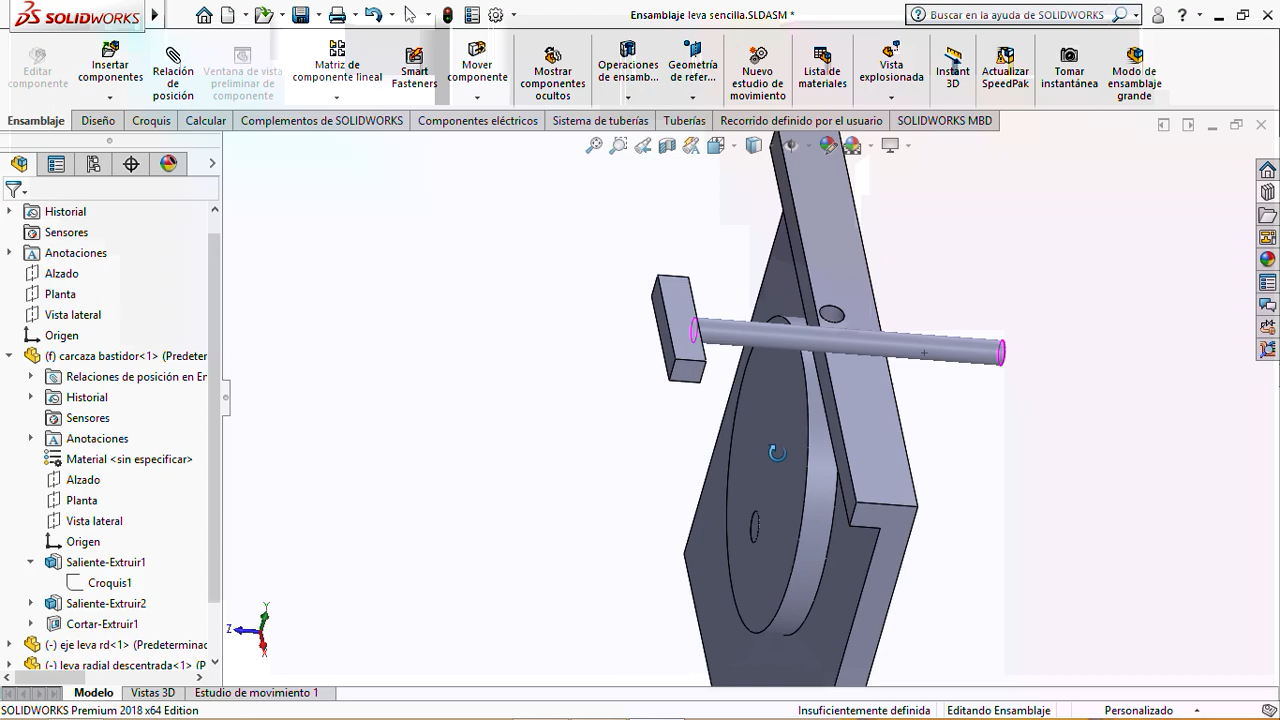 SOLIDWORKS
Ensamblaje leva sencilla.SLDASM *
Buscar en la ayuda de SOLIDWORKS
?
Editar componente
Insertar componentes
Relación de posición
Ventana de vista preliminar de componente
Matriz de componente lineal
Smart Fasteners
Mover componente
Mostrar componentes ocultos
Operaciones de ensamb...
Geometría de refer...
Nuevo estudio de movimiento
Lista de materiales
Vista explosionada
Instant 3D
Actualizar SpeedPak
Tomar instantánea
Modo de ensamblaje grande
Ensamblaje
Diseño
Croquis
Calcular
Complementos de SOLIDWORKS
Componentes eléctricos
Sistema de tuberías
Tuberías
Recorrido definido por el usuario
SOLIDWORKS MBD
Historial
Sensores
Anotaciones
Alzado
Planta
Vista lateral
Origen
(f) carcaza bastidor<1> (Predeterr
Relaciones de posición en Er
Historial
Sensores
Anotaciones
Material <sin especificar>
Alzado
Planta
Vista lateral
Origen
Saliente-Extruir1
Croquis1
Saliente-Extruir2
Cortar-Extruir1
(-) eje leva rd<1> (Predeterminac
(-) leva radial descentrada<1> (P
Y
Z
X
Modelo
Vistas 3D
Estudio de movimiento 1
SOLIDWORKS Premium 2018 x64 Edition
Insuficientemente definida
Editando Ensamblaje
Personalizado